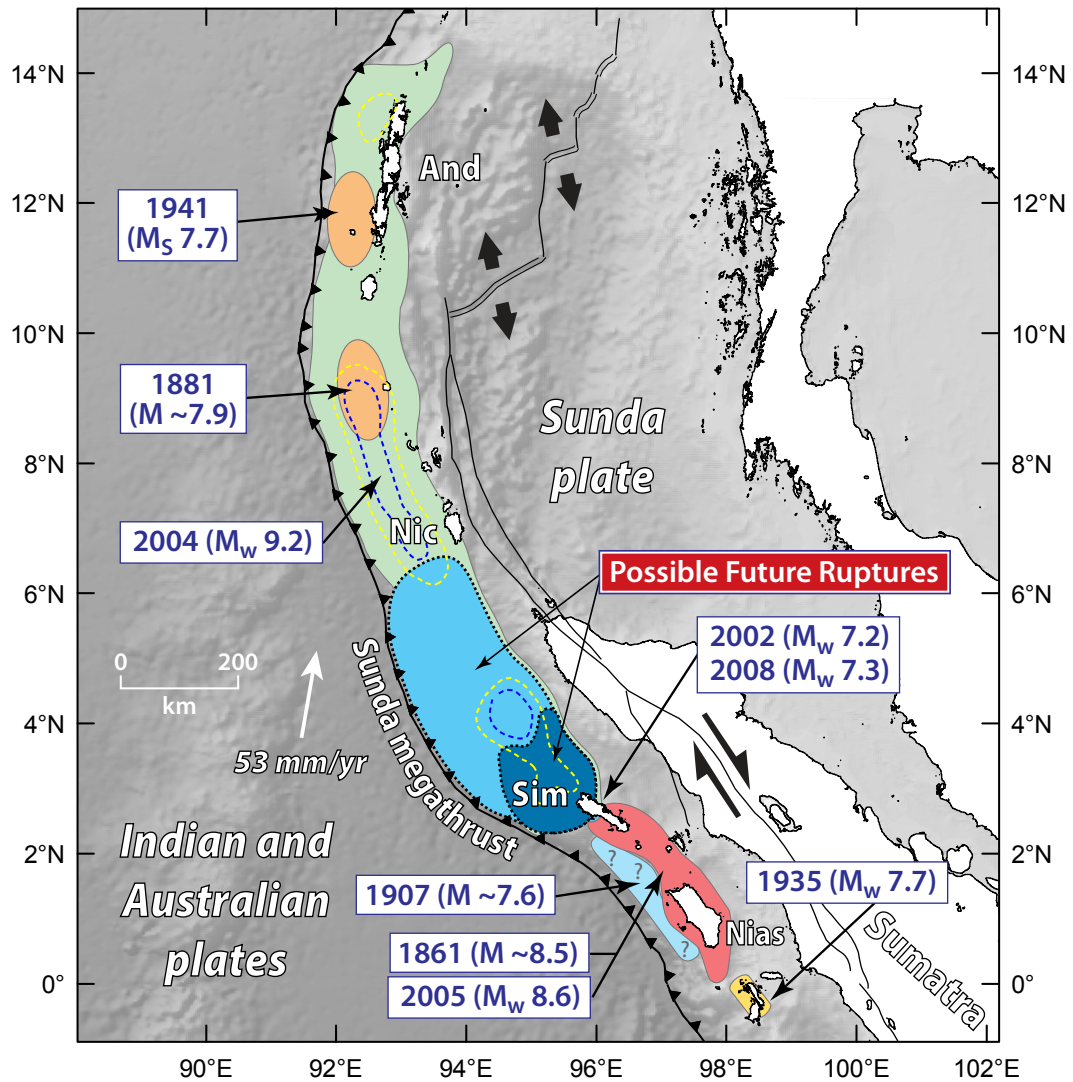 14°N
14°N
And
1941
(MS 7.7)
12°N
12°N
10°N
10°N
1881
(M ~7.9)
Sunda
plate
8°N
8°N
2004 (Mw 9.2)
Nic
Possible Future Ruptures
6°N
6°N
2002 (Mw 7.2)
2008 (Mw 7.3)
0 200
km
53 mm/yr
Sunda megathrust
4°N
4°N
Sim
Indian and
Australian
plates
2°N
2°N
? ?
?
1907 (M ~7.6)
1935 (Mw 7.7)
1861 (M ~8.5)
2005 (Mw 8.6)
Nias
Sumatra
0°
0°
90°E 92°E 94°E 96°E 98°E 100°E 102°E